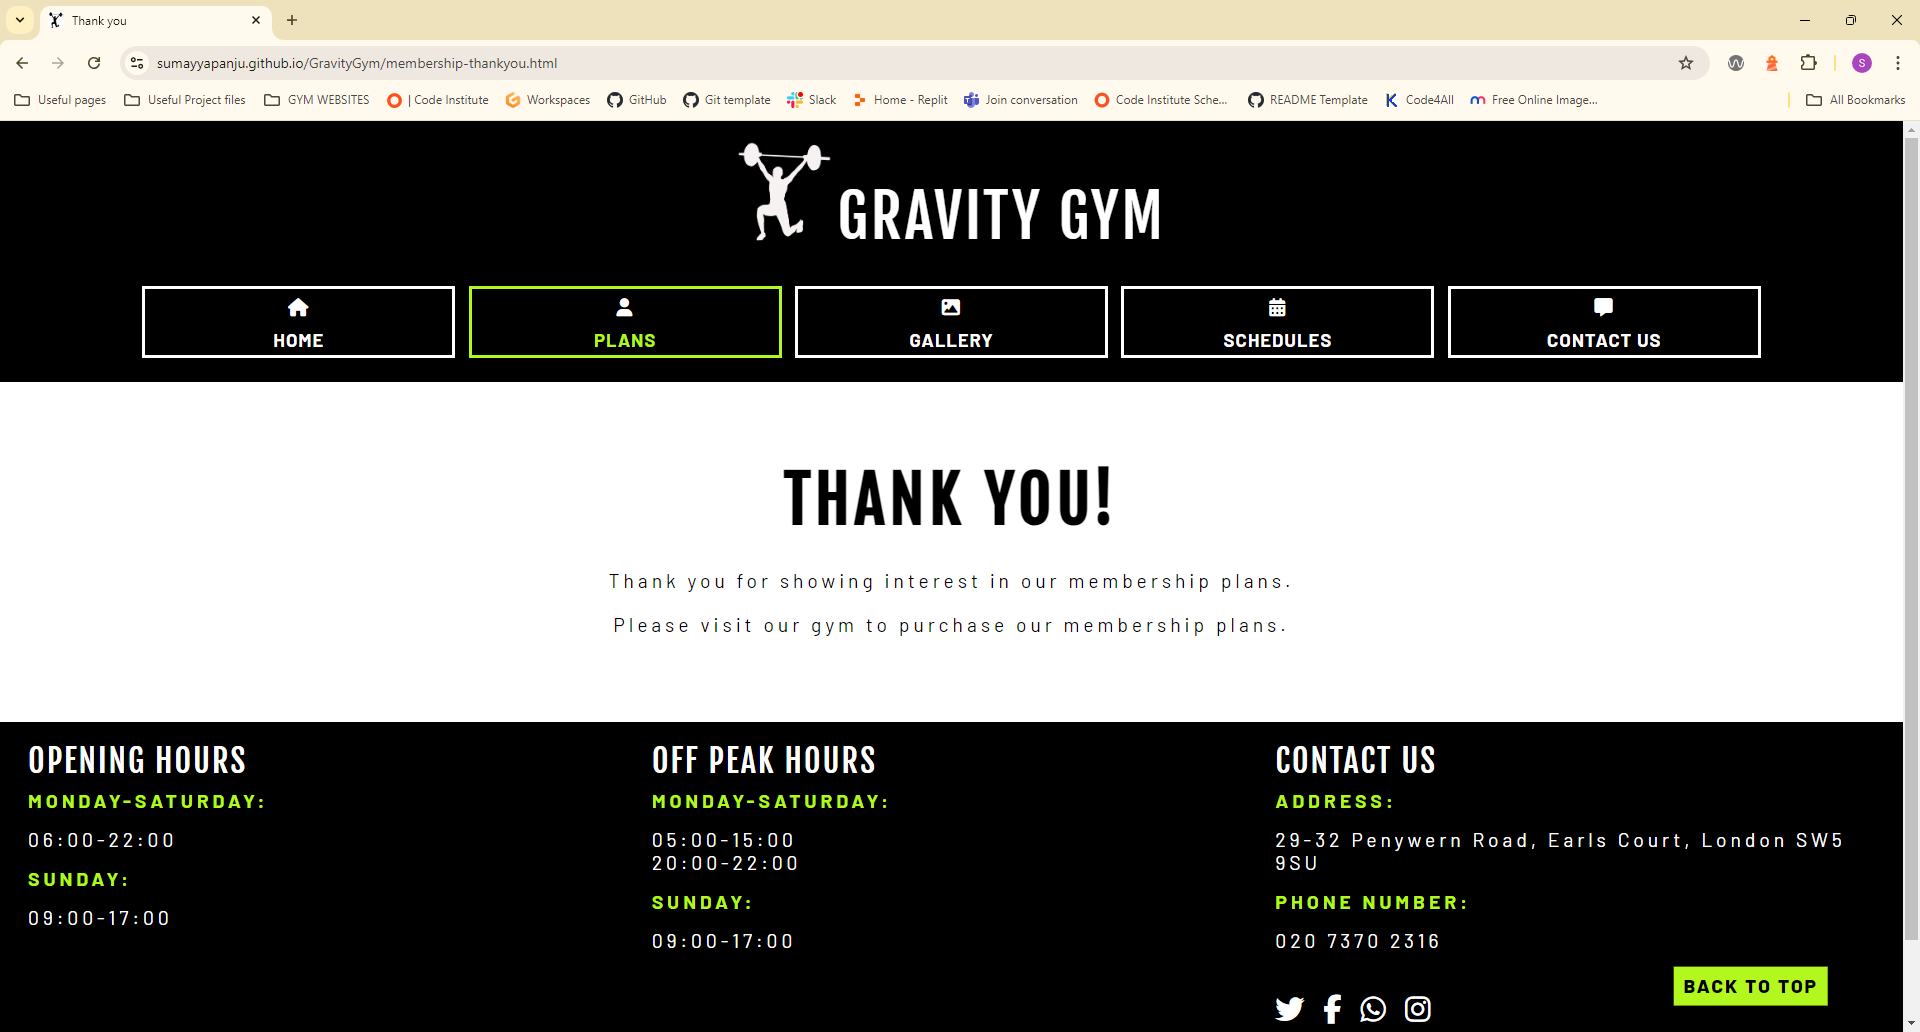 Thank you
sumayyapanju.github.io/GravityGym/membership-thankyou.html
S
Useful pages
Useful Project files
GYM WEBSITES
| Code Institute
Workspaces
GitHub
Git template
Slack
Home - Replit
Join conversation
Code Institute Sche...
README Template
Code4All
Free Online Image...
All Bookmarks
GRAVITY GYM
HOME
PLANS
GALLERY
SCHEDULES
CONTACT US
THANK YOU!
Thank you for showing interest in our membership plans.
Please visit our gym to purchase our membership plans.
OPENING HOURS
MONDAY-SATURDAY:
06:00-22:00
SUNDAY:
09:00-17:00
OFF PEAK HOURS
MONDAY-SATURDAY:
05:00-15:00
20:00-22:00
SUNDAY:
09:00-17:00
CONTACT US
ADDRESS:
29-32 Penywern Road, Earls Court, London SW5
9SU
PHONE NUMBER:
020 7370 2316
BACK TO TOP